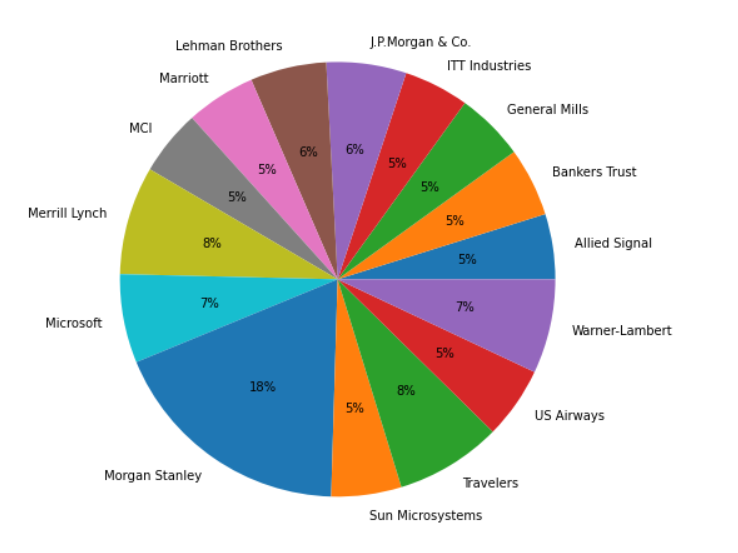 J.P.Morgan & Co.
Lehman Brothers
ITT Industries
Marriott
General Mills
MCI
6%
6%
5%
5%
Bankers Trust
5%
5%
Merrill Lynch
5%
8%
Allied Signal
5%
7%
7%
Microsoft
Warner-Lambert
5%
18%
8%
5%
US Airways
Morgan Stanley
Travelers
Sun Microsystems